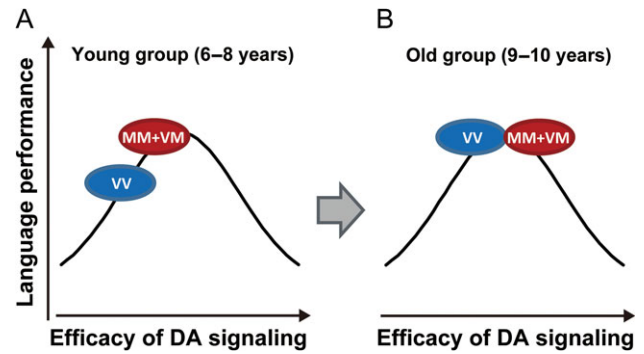 A
Young group (6–8 years)
Language performance
MM+VM
VV
Efficacy of DA signaling
B
Old group (9–10 years)
VV
MM+VM
Efficacy of DA signaling